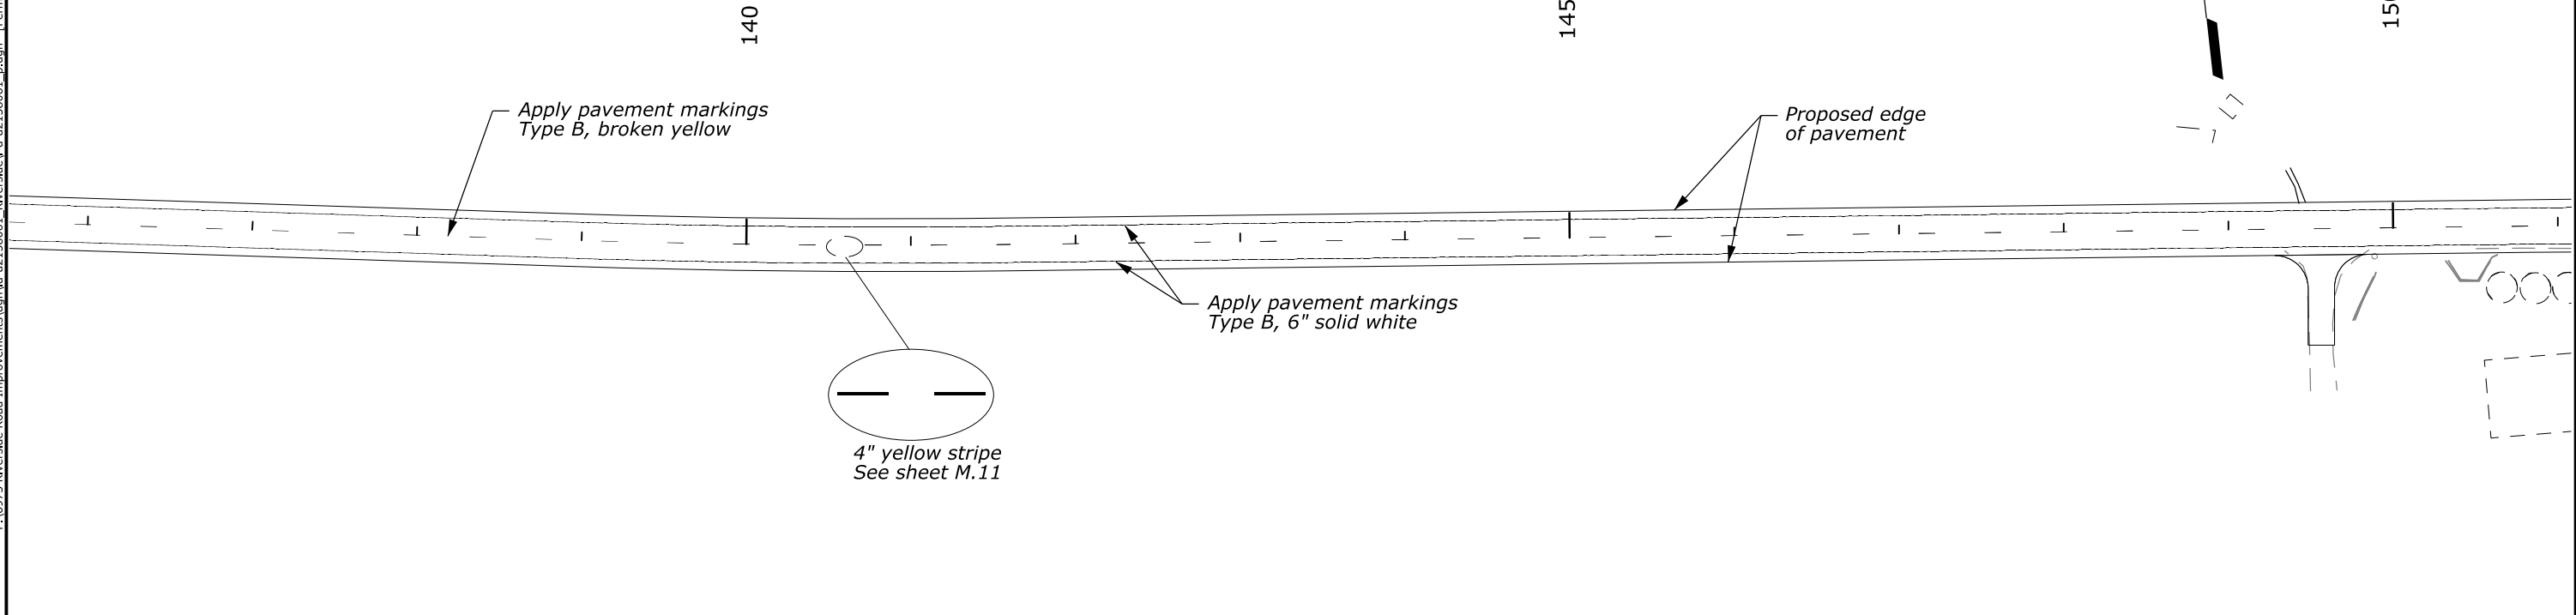 140
145
Apply pavement markings
Type B, broken yellow
Proposed edge
of pavement
Apply pavement markings
Type B, 6" solid white
4" yellow stripe
See sheet M.11